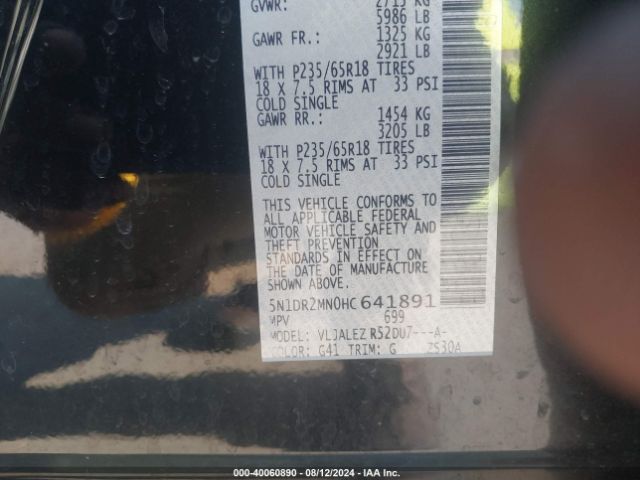 GVWR: 2715 KG
5986 LB
GAWR FR.: 1325 KG
2921 LB
WITH P235/65R18 TIRES
18 X 7.5 RIMS AT 33 PSI
COLD SINGLE
GAWR RR.: 1454 KG
3205 LB
WITH P235/65R18 TIRES
18 X 7.5 RIMS AT 33 PSI
COLD SINGLE
THIS VEHICLE CONFORMS TO
ALL APPLICABLE FEDERAL
MOTOR VEHICLE SAFETY AND
THEFT PREVENTION
STANDARDS IN EFFECT ON
THE DATE OF MANUFACTURE
SHOWN ABOVE.
5N1DR2MN0HC641891
MPV 699
MODEL: VLJALEZ R52DU7---A-
COLOR: G41 TRIM: G ZS30A
000-40060890 - 08/12/2024 - IAA Inc.